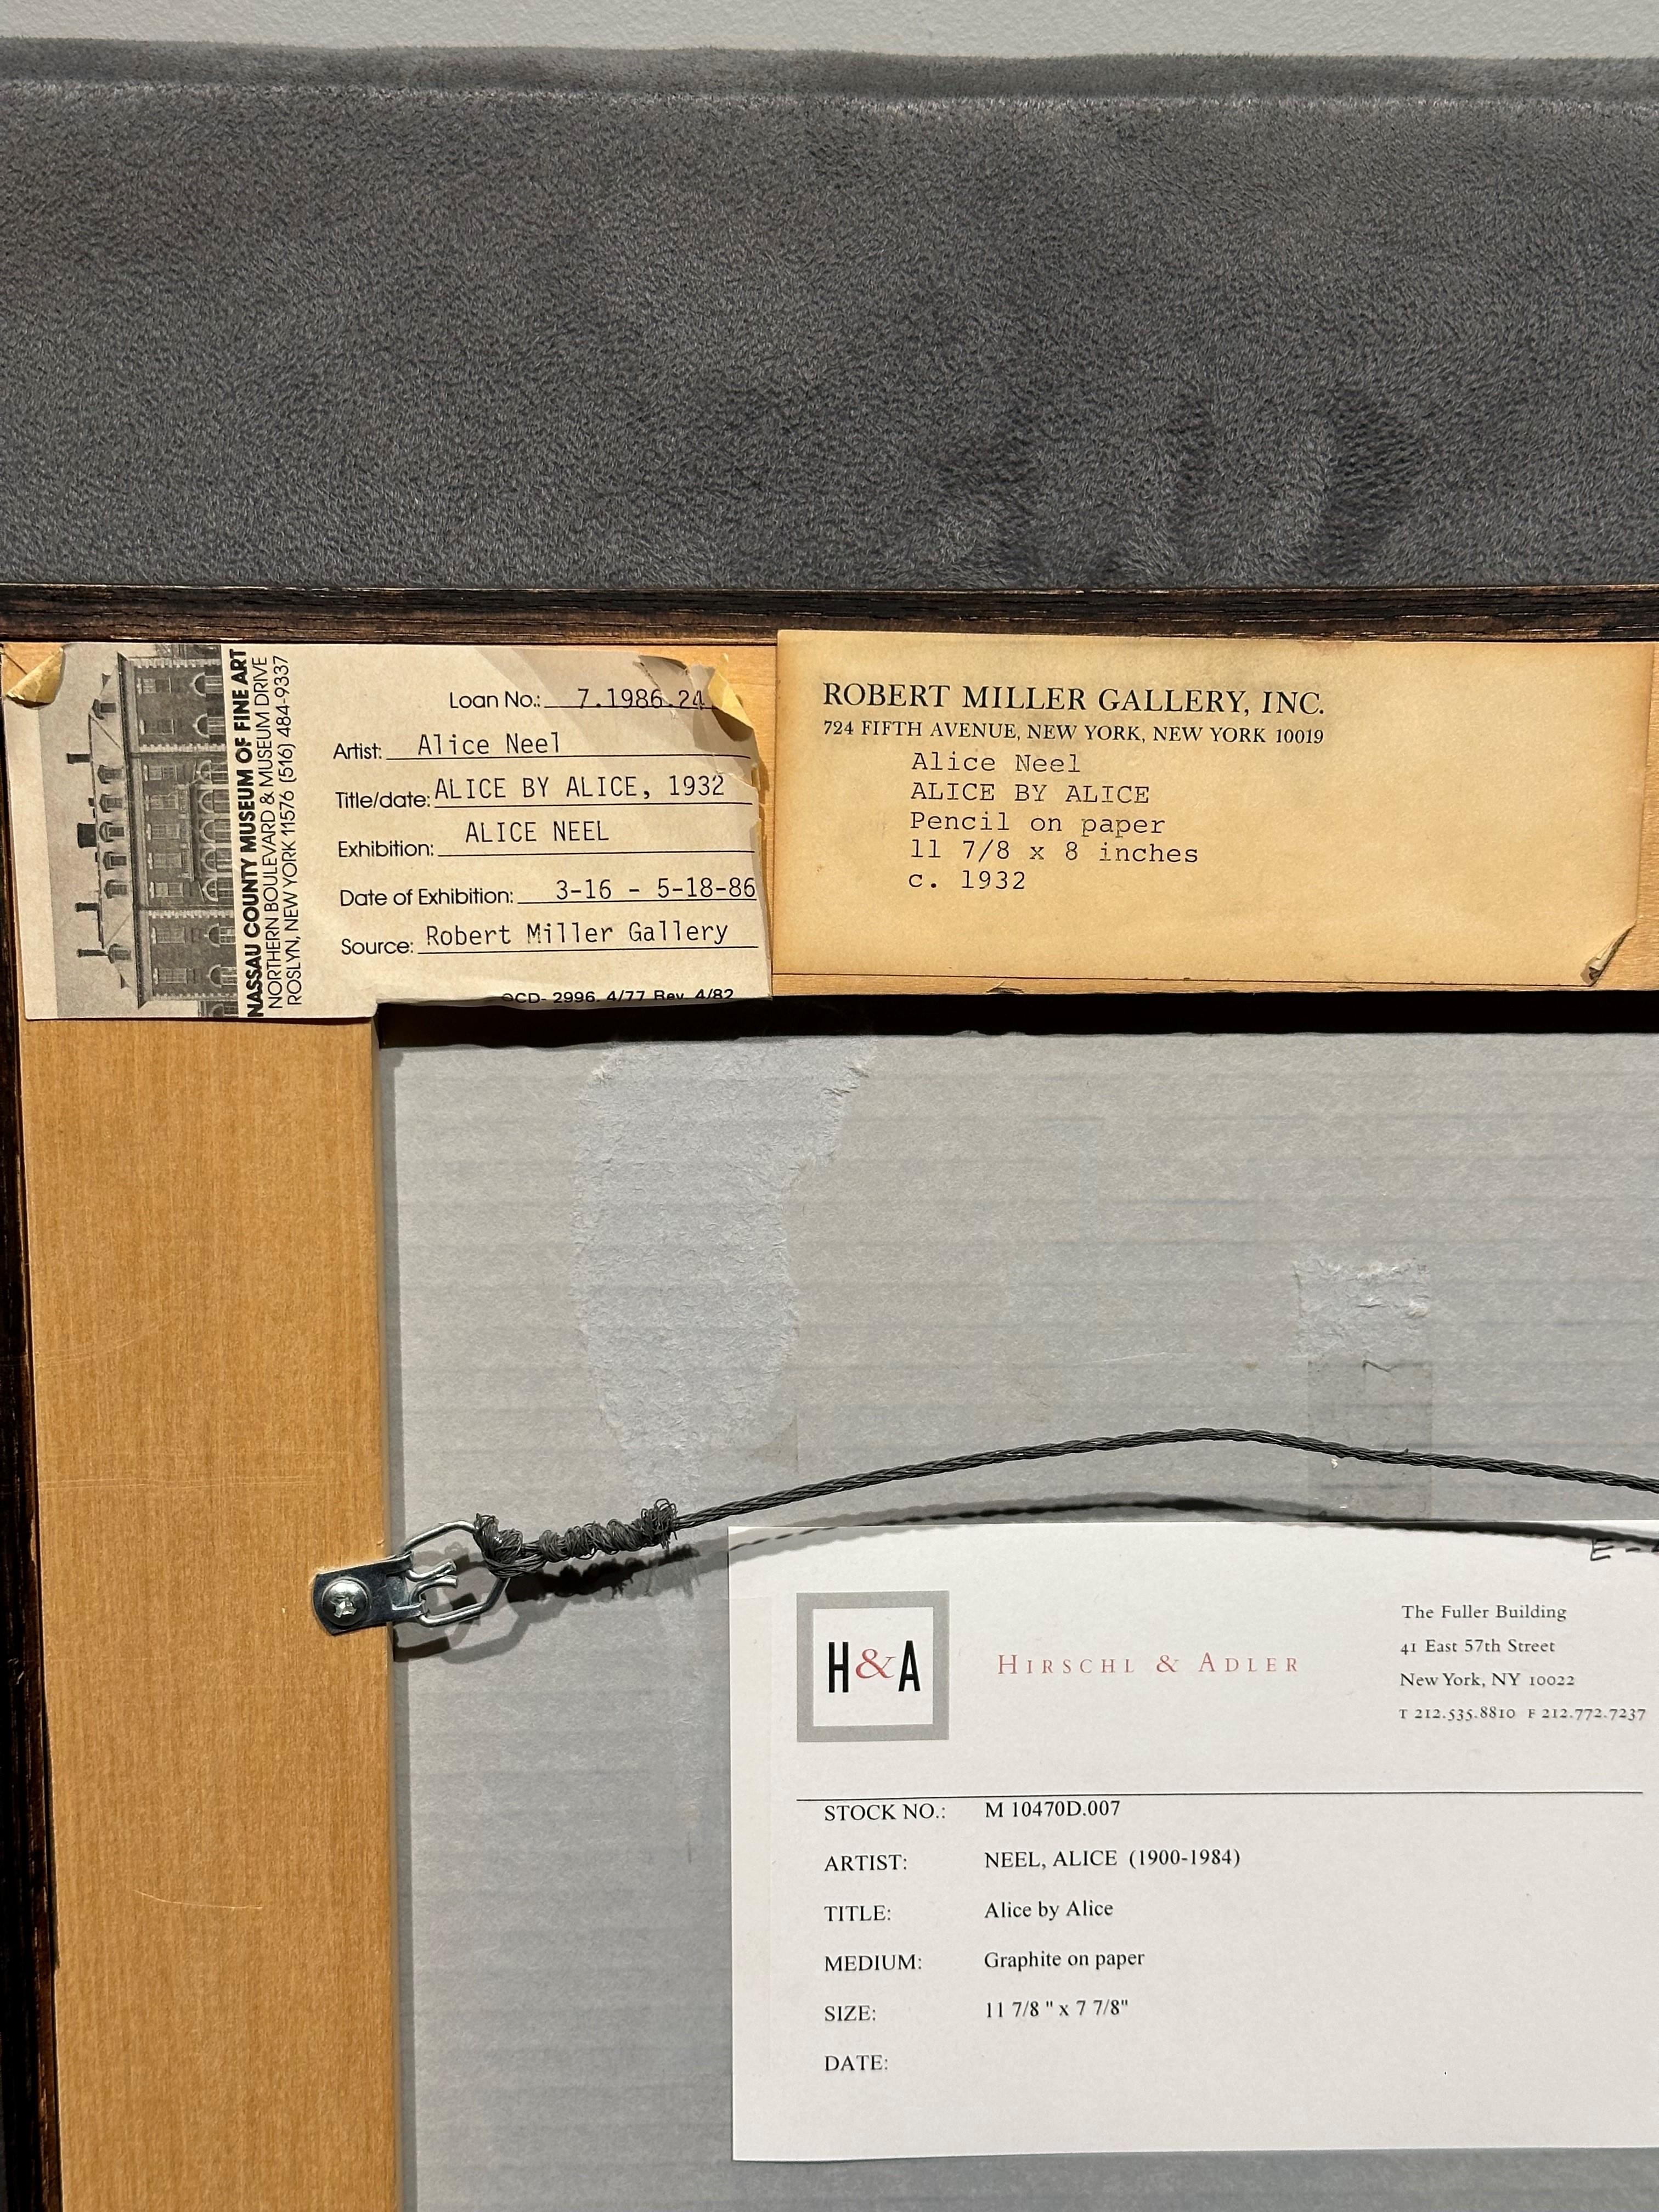 NASSAU COUNTY MUSEUM OF FINE ART
NORTHERN BOULEVARD & MUSEUM DRIVE
ROSLYN, NEW YORK 11576 (516) 484-9337
Loan No.: 7.1986.24
Artist: Alice Neel
Title/date: ALICE BY ALICE, 1932
Exhibition: ALICE NEEL
Date of Exhibition: 3-16 - 5-18-86
Source: Robert Miller Gallery
OCD- 2996. 4/77 Rev. 4/82
ROBERT MILLER GALLERY, INC.
724 FIFTH AVENUE, NEW YORK, NEW YORK 10019
Alice Neel
ALICE BY ALICE
Pencil on paper
11 7/8 x 8 inches
c. 1932
H&A
HIRSCHL & ADLER
The Fuller Building
41 East 57th Street
New York, NY 10022
T 212.535.8810 F 212.772.7237
STOCK NO.: M 10470D.007
ARTIST: NEEL, ALICE (1900-1984)
TITLE: Alice by Alice
MEDIUM: Graphite on paper
SIZE: 11 7/8 " x 7 7/8"
DATE: